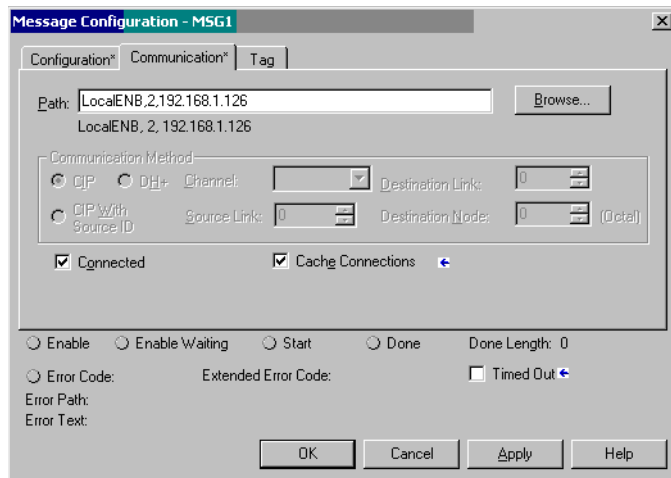 Message Configuration - MSG1
Configuration* Communication* Tag
Path: LocalENB,2,192.168.1.126 Browse...
LocalENB, 2, 192.168.1.126
Communication Method
CIP DH+ Channel: Destination Link: 0
CIP With Source ID Source Link: 0 Destination Node: 0 (Octal)
Connected Cache Connections
Enable Enable Waiting Start Done Done Length: 0
Error Code: Extended Error Code: Timed Out
Error Path:
Error Text:
OK Cancel Apply Help